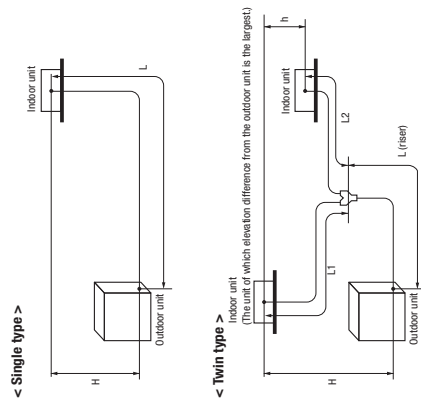 < Single type >
Indoor unit
L
H
Outdoor unit
< Twin type >
Indoor unit
(The unit of which elevation difference from the outdoor unit is the largest.)
h
Indoor unit
L1
L2
L (riser)
H
Outdoor unit